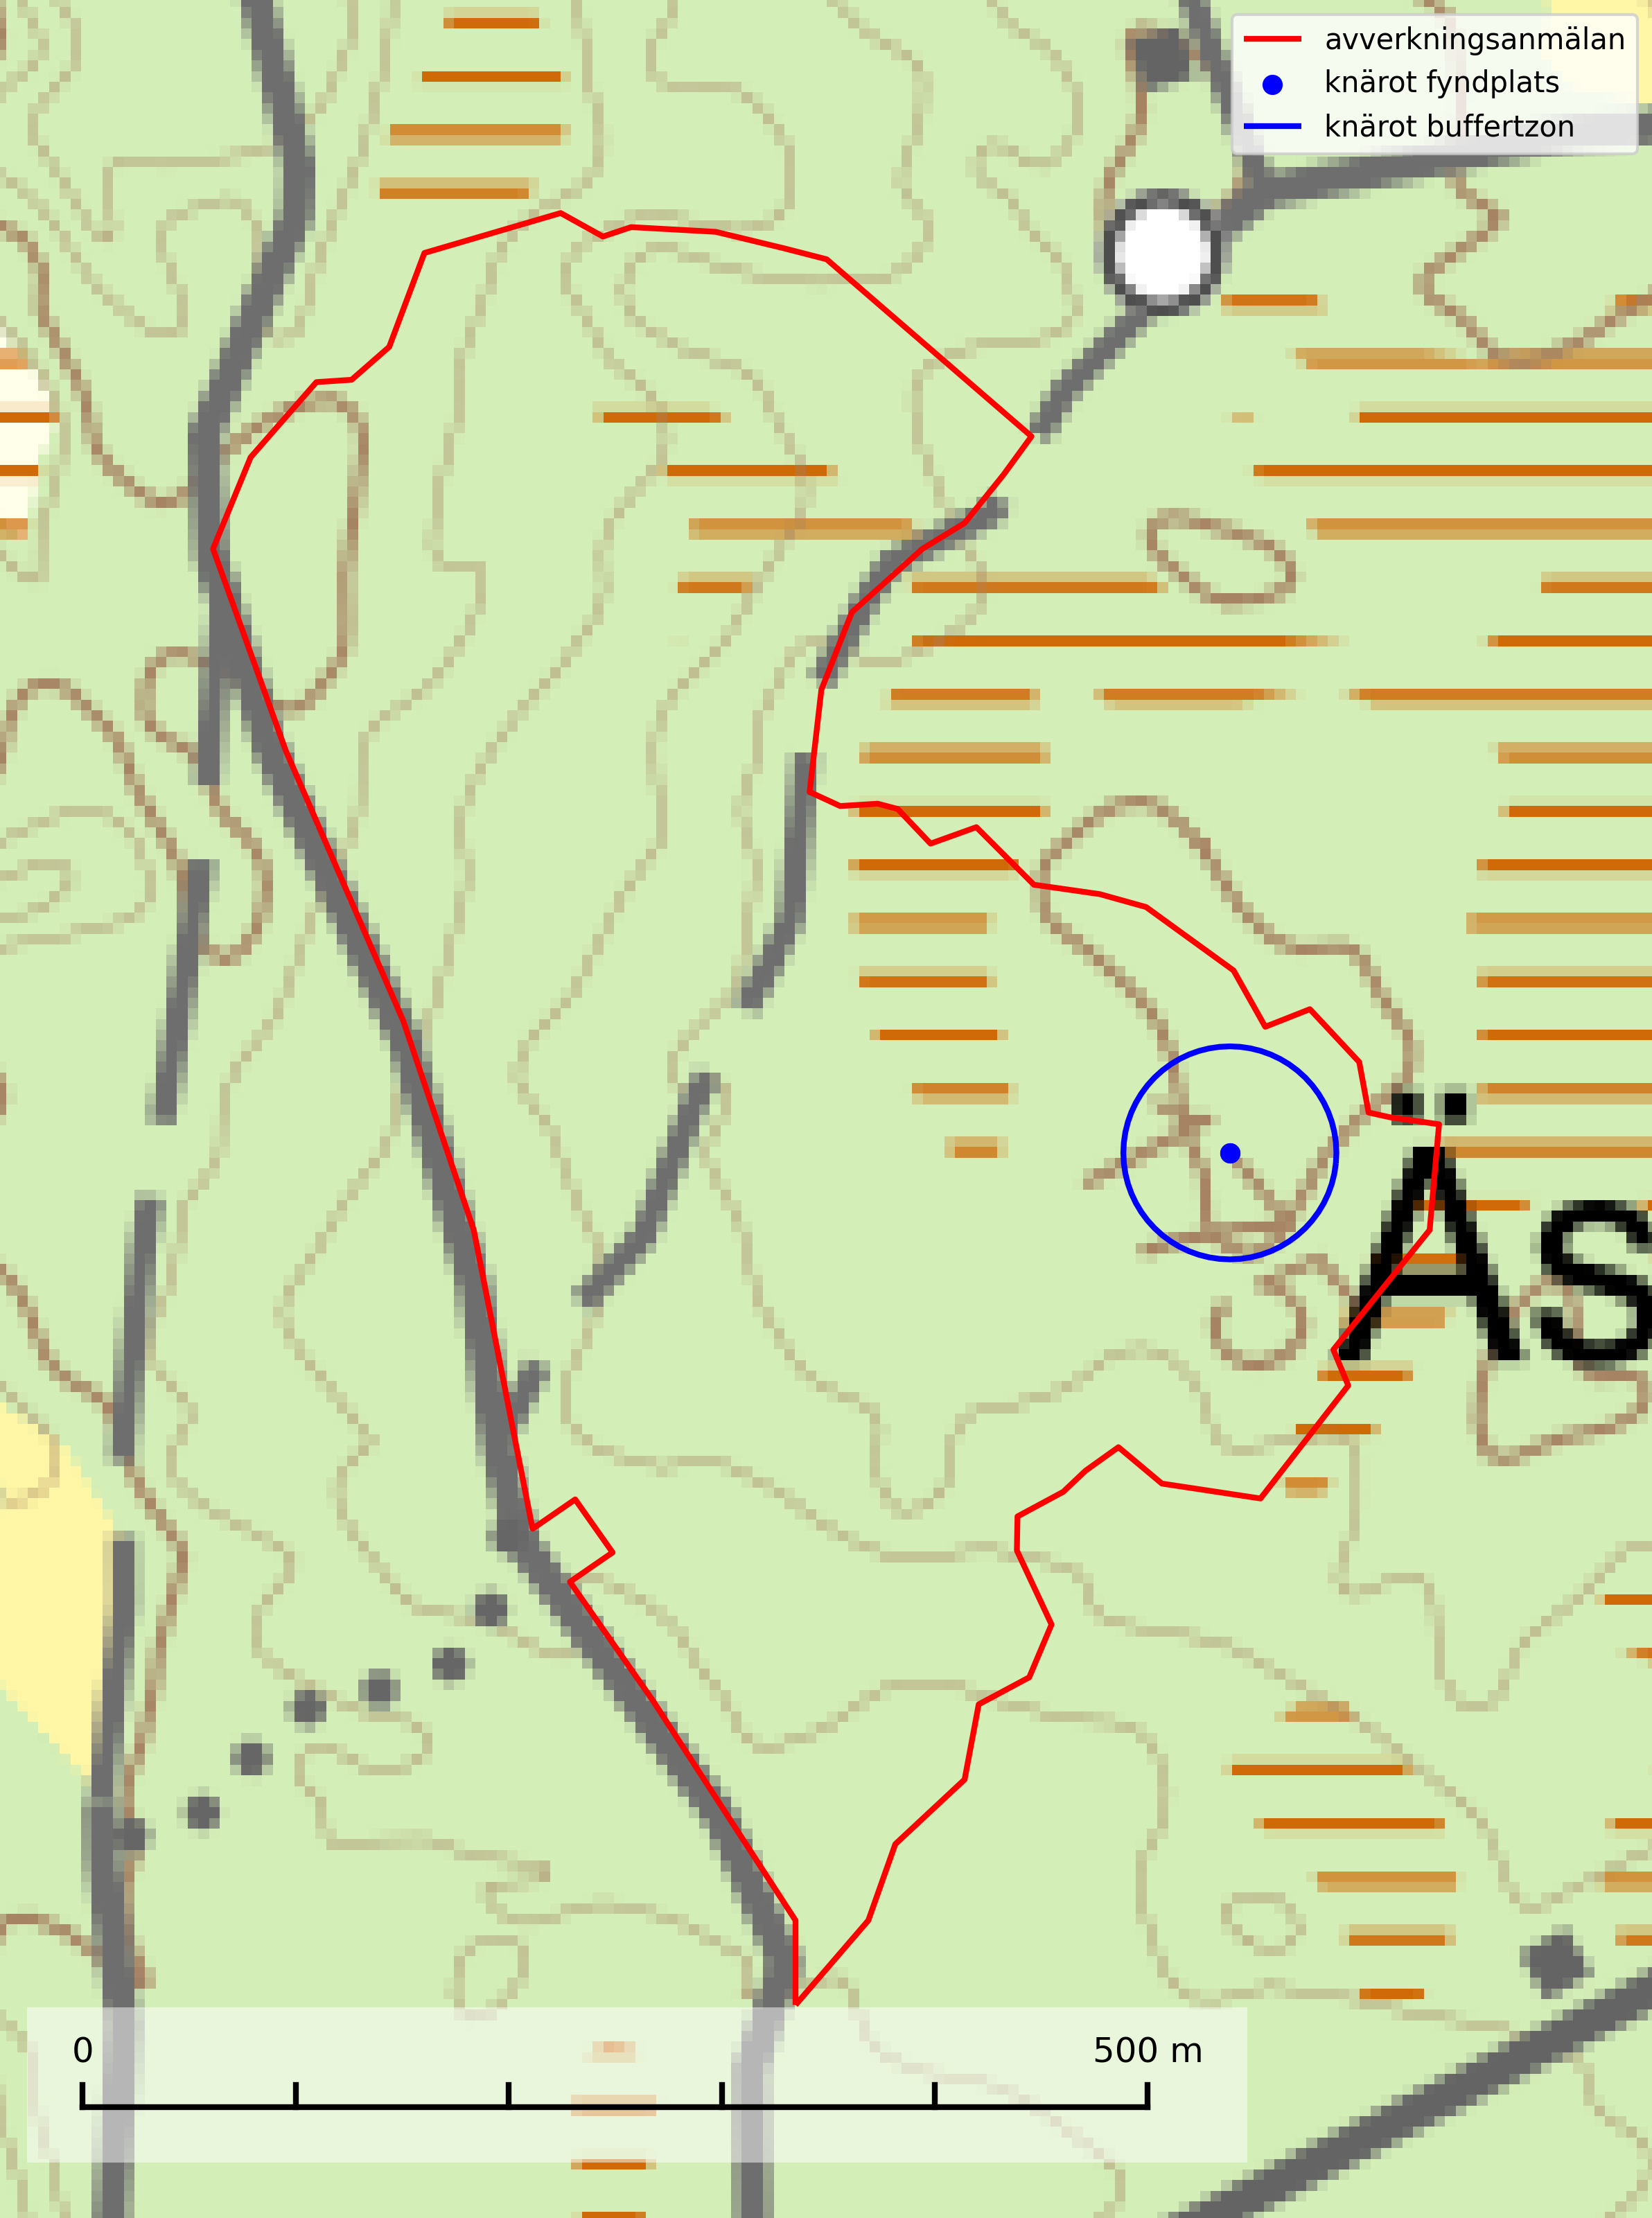 avverkningsanmälan
knärot fyndplats
knärot buffertzon
Äs
0 500 m